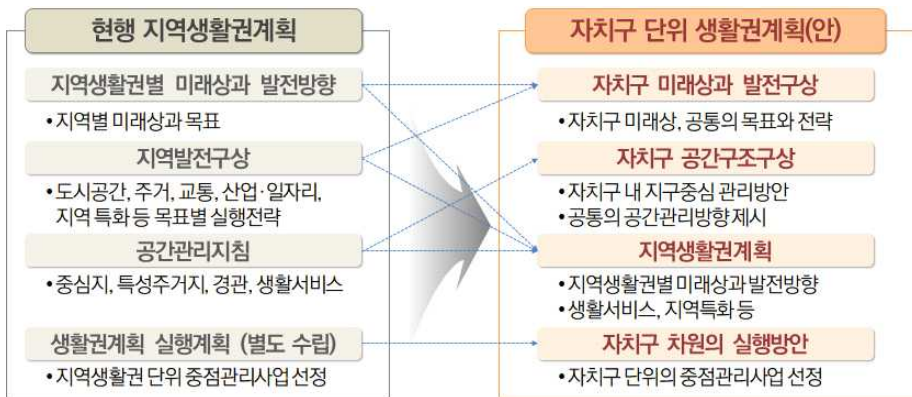 현행 지역생활권계획
지역생활권별 미래상과 발전방향
• 지역별 미래상과 목표
지역발전구상
• 도시공간, 주거, 교통, 산업·일자리,
지역 특화 등 목표별 실행전략
공간관리지침
• 중심지, 특성주거지, 경관, 생활서비스
생활권계획 실행계획 (별도 수립)
• 지역생활권 단위 중점관리사업 선정
자치구 단위 생활권계획(안)
자치구 미래상과 발전구상
• 자치구 미래상, 공통의 목표와 전략
자치구 공간구조구상
• 자치구 내 지구중심 관리방안
• 공통의 공간관리방향 제시
지역생활권계획
• 지역생활권별 미래상과 발전방향
• 생활서비스, 지역특화 등
자치구 차원의 실행방안
• 자치구 단위의 중점관리사업 선정